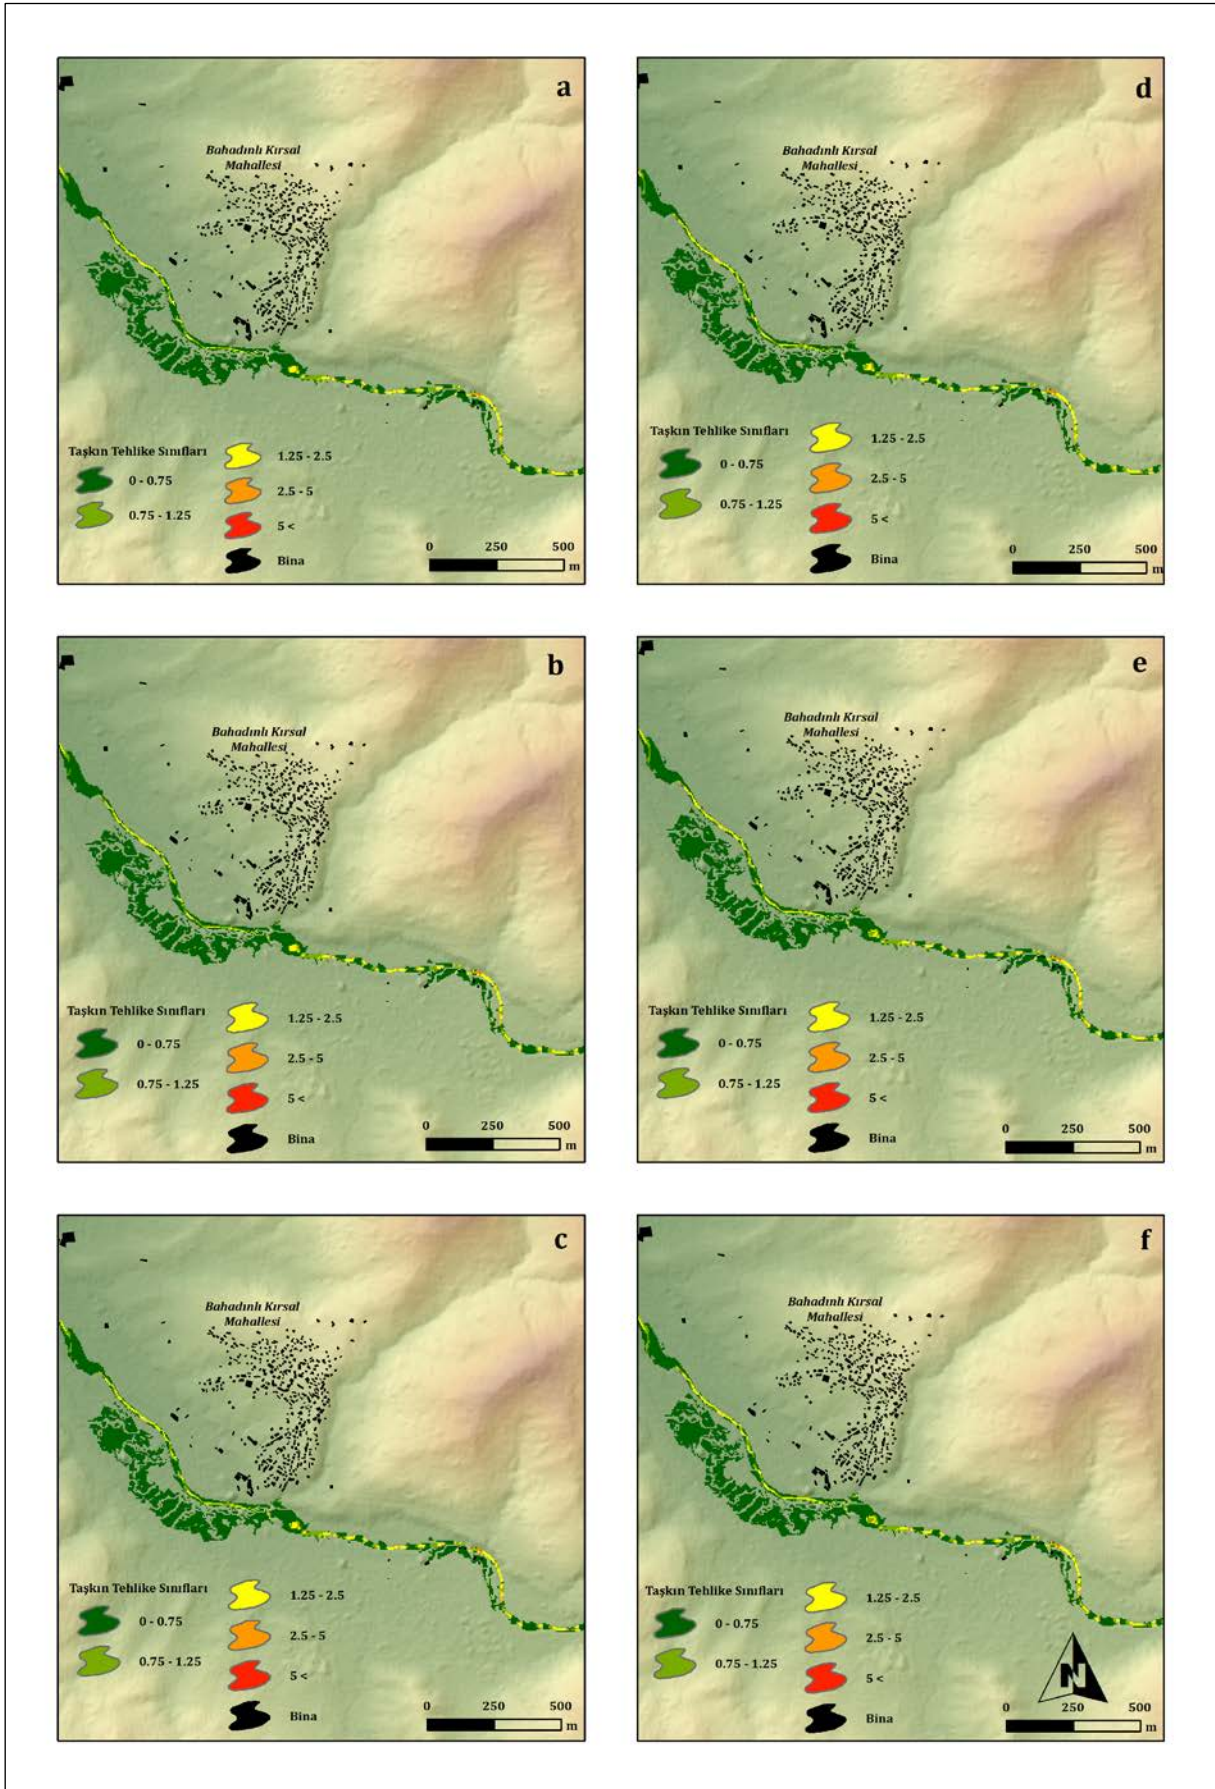 a
Bahadınlı Kırsal
Mahallesi
Taşkın Tehlike Sınıfları
0 - 0.75
0.75 - 1.25
1.25 - 2.5
2.5 - 5
5 <
Bina
0 250 500
m
d
Bahadınlı Kırsal
Mahallesi
Taşkın Tehlike Sınıfları
0 - 0.75
0.75 - 1.25
1.25 - 2.5
2.5 - 5
5 <
Bina
0 250 500
m
b
Bahadınlı Kırsal
Mahallesi
Taşkın Tehlike Sınıfları
0 - 0.75
0.75 - 1.25
1.25 - 2.5
2.5 - 5
5 <
Bina
0 250 500
m
e
Bahadınlı Kırsal
Mahallesi
Taşkın Tehlike Sınıfları
0 - 0.75
0.75 - 1.25
1.25 - 2.5
2.5 - 5
5 <
Bina
0 250 500
m
c
Bahadınlı Kırsal
Mahallesi
Taşkın Tehlike Sınıfları
0 - 0.75
0.75 - 1.25
1.25 - 2.5
2.5 - 5
5 <
Bina
0 250 500
m
f
Bahadınlı Kırsal
Mahallesi
Taşkın Tehlike Sınıfları
0 - 0.75
0.75 - 1.25
1.25 - 2.5
2.5 - 5
5 <
Bina
N
0 250 500
m